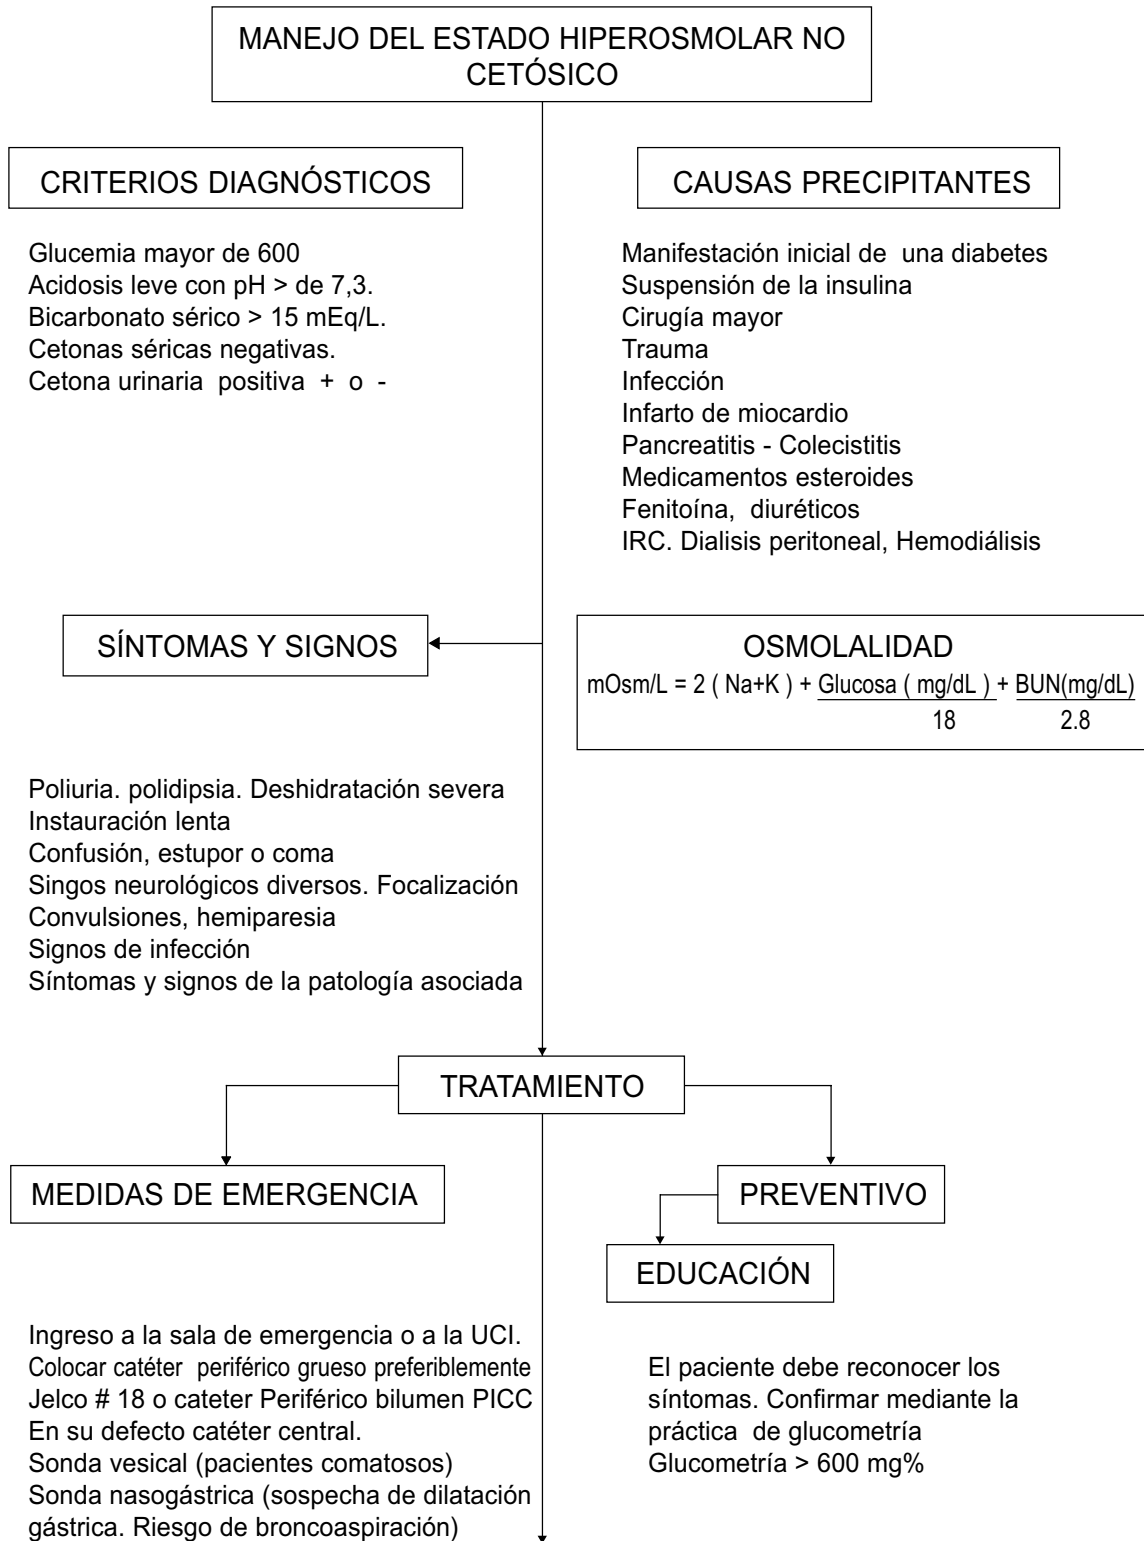 MANEJO DEL ESTADO HIPEROSMOLAR NO
CETÓSICO
CRITERIOS DIAGNÓSTICOS
Glucemia mayor de 600
Acidosis leve con pH > de 7,3.
Bicarbonato sérico > 15 mEq/L.
Cetonas séricas negativas.
Cetona urinaria positiva + o -
CAUSAS PRECIPITANTES
Manifestación inicial de una diabetes
Suspensión de la insulina
Cirugía mayor
Trauma
Infección
Infarto de miocardio
Pancreatitis - Colecistitis
Medicamentos esteroides
Fenitoína, diuréticos
IRC. Dialisis peritoneal, Hemodiálisis
SÍNTOMAS Y SIGNOS
OSMOLALIDAD
mOsm/L = 2 ( Na+K ) + Glucosa ( mg/dL ) + BUN(mg/dL)
18 2.8
Poliuria. polidipsia. Deshidratación severa
Instauración lenta
Confusión, estupor o coma
Singos neurológicos diversos. Focalización
Convulsiones, hemiparesia
Signos de infección
Síntomas y signos de la patología asociada
TRATAMIENTO
MEDIDAS DE EMERGENCIA
PREVENTIVO
EDUCACIÓN
Ingreso a la sala de emergencia o a la UCI.
Colocar catéter periférico grueso preferiblemente
Jelco # 18 o cateter Periférico bilumen PICC
En su defecto catéter central.
Sonda vesical (pacientes comatosos)
Sonda nasogástrica (sospecha de dilatación
gástrica. Riesgo de broncoaspiración)
El paciente debe reconocer los
síntomas. Confirmar mediante la
práctica de glucometría
Glucometría > 600 mg%